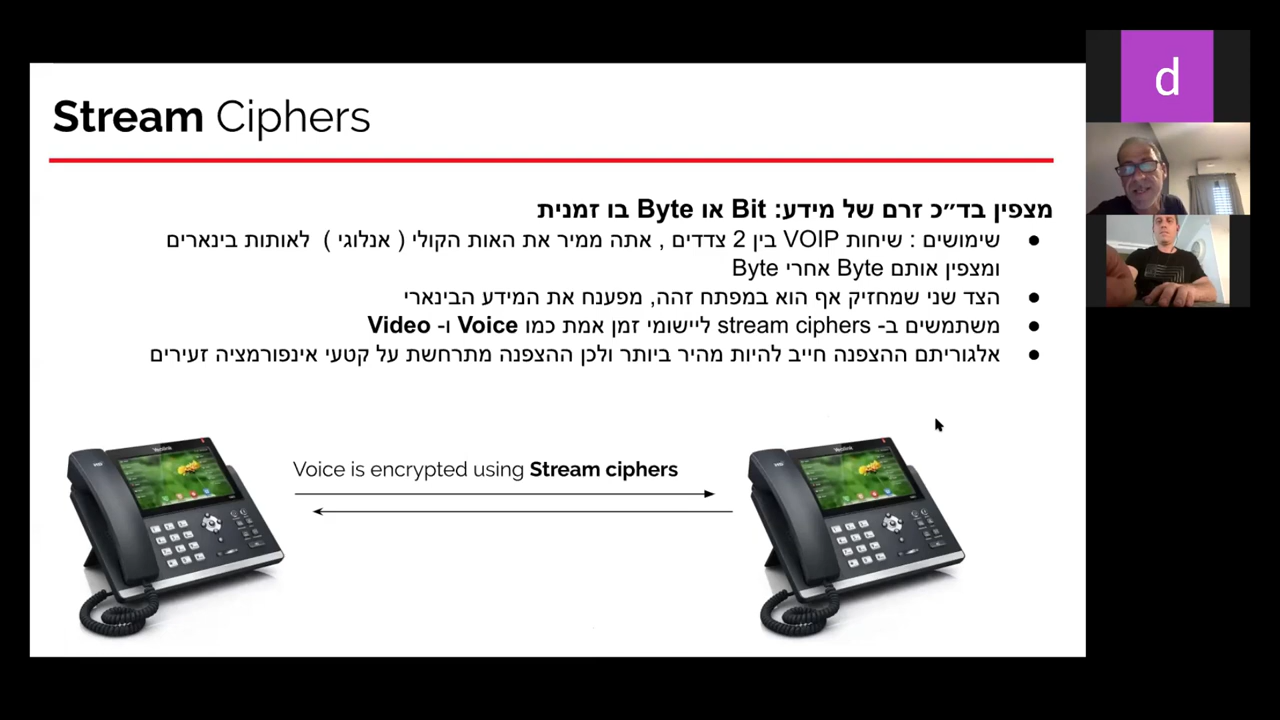 Stream Ciphers
d
מצפין בד״כ זרם של מידע: Bit או Byte בו זמנית
● שימושים : שיחות VOIP בין 2 צדדים , אתה ממיר את האות הקולי ( אנלוגי ) לאותות בינארים
ומצפין אותם Byte אחרי Byte
● הצד שני שמחזיק אף הוא במפתח זהה, מפענח את המידע הבינארי
● משתמשים ב- stream ciphers ליישומי זמן אמת כמו Voice ו- Video
● אלגוריתם ההצפנה חייב להיות מהיר ביותר ולכן ההצפנה מתרחשת על קטעי אינפורמציה זעירים
Voice is encrypted using Stream ciphers
Yealink
Yealink